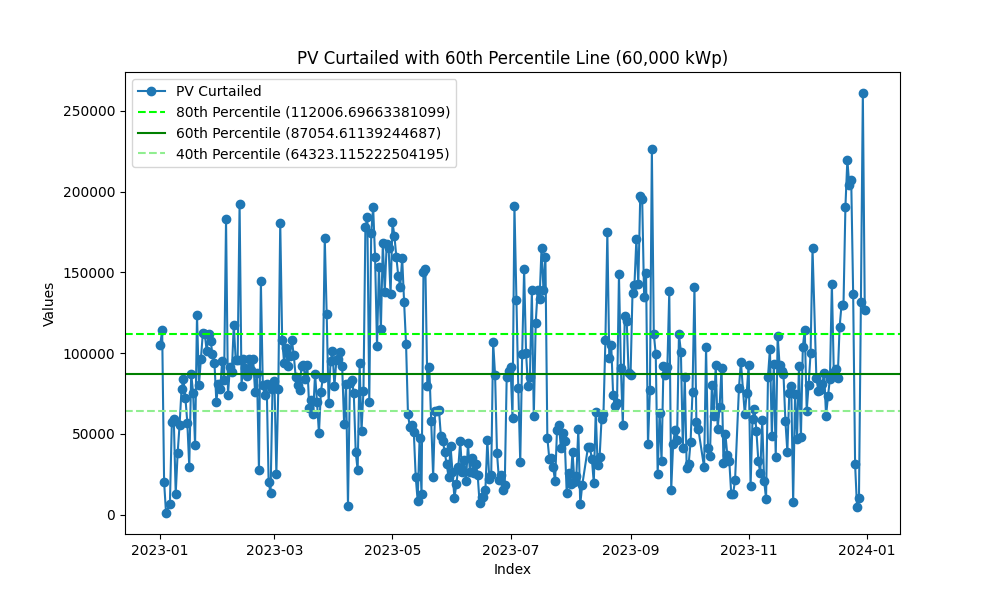 PV Curtailed with 60th Percentile Line (60,000 kWp)
PV Curtailed
80th Percentile (112006.69663381099)
60th Percentile (87054.61139244687)
40th Percentile (64323.115222504195)
250000
200000
150000
100000
50000
0
Values
2023-01 2023-03 2023-05 2023-07 2023-09 2023-11 2024-01
Index